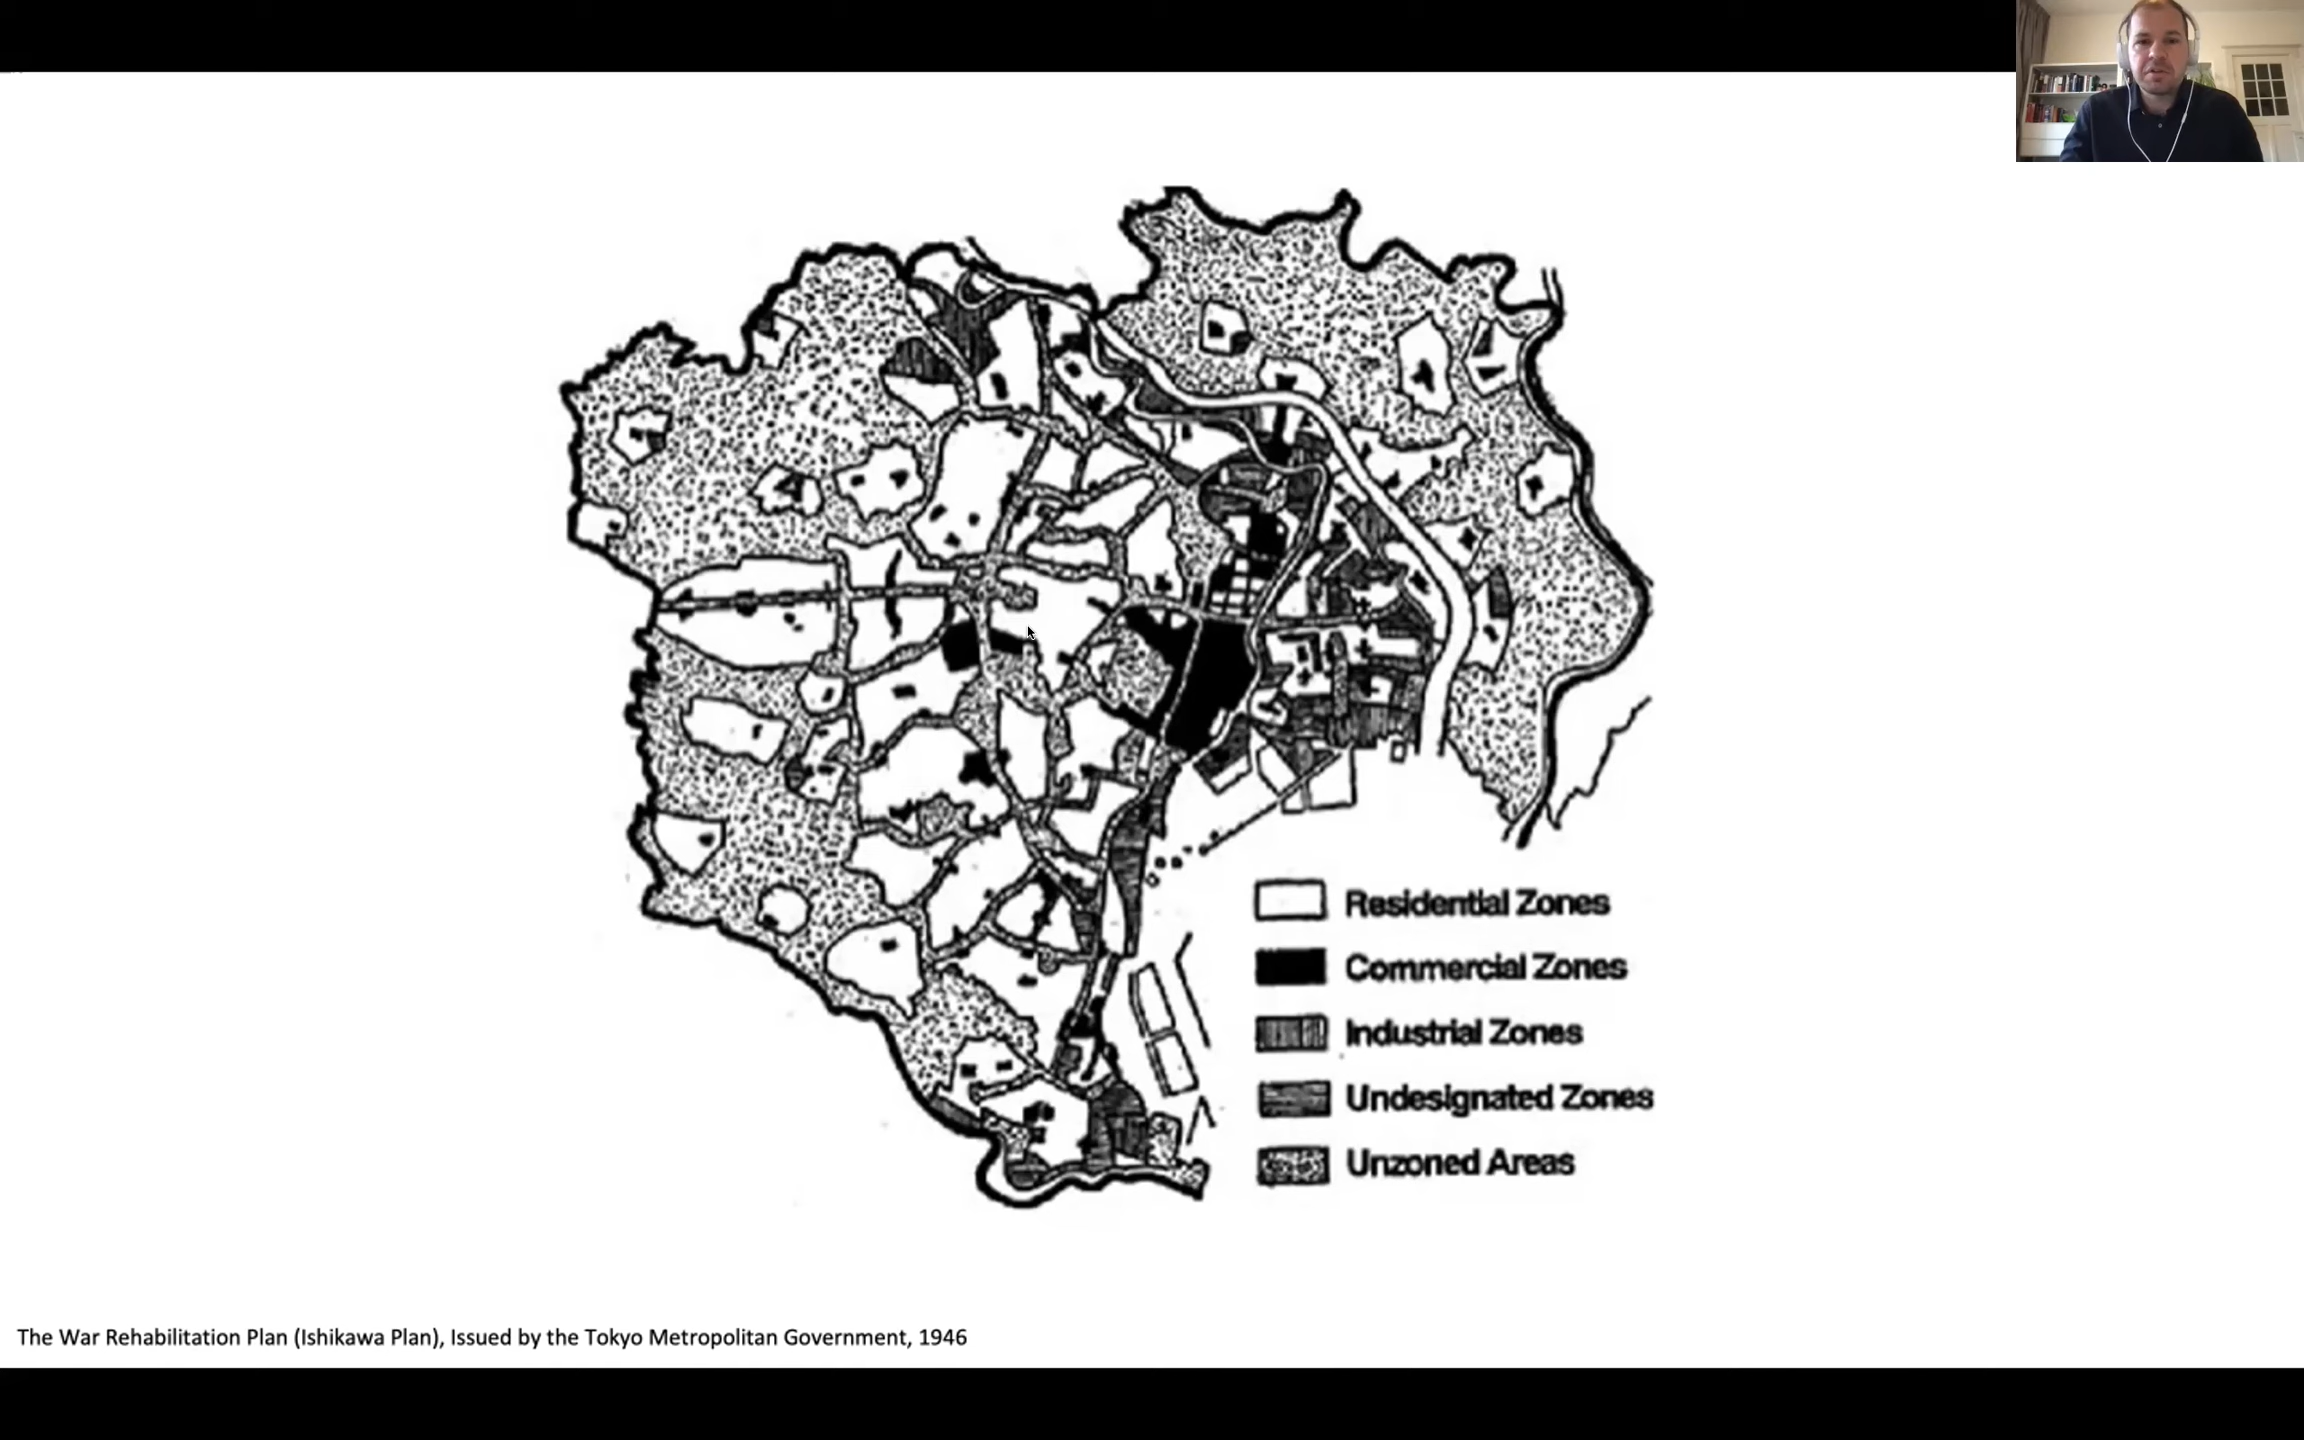 Residential Zones
Commercial Zones
Industrial Zones
Undesignated Zones
Unzoned Areas
The War Rehabilitation Plan (Ishikawa Plan), Issued by the Tokyo Metropolitan Government, 1946